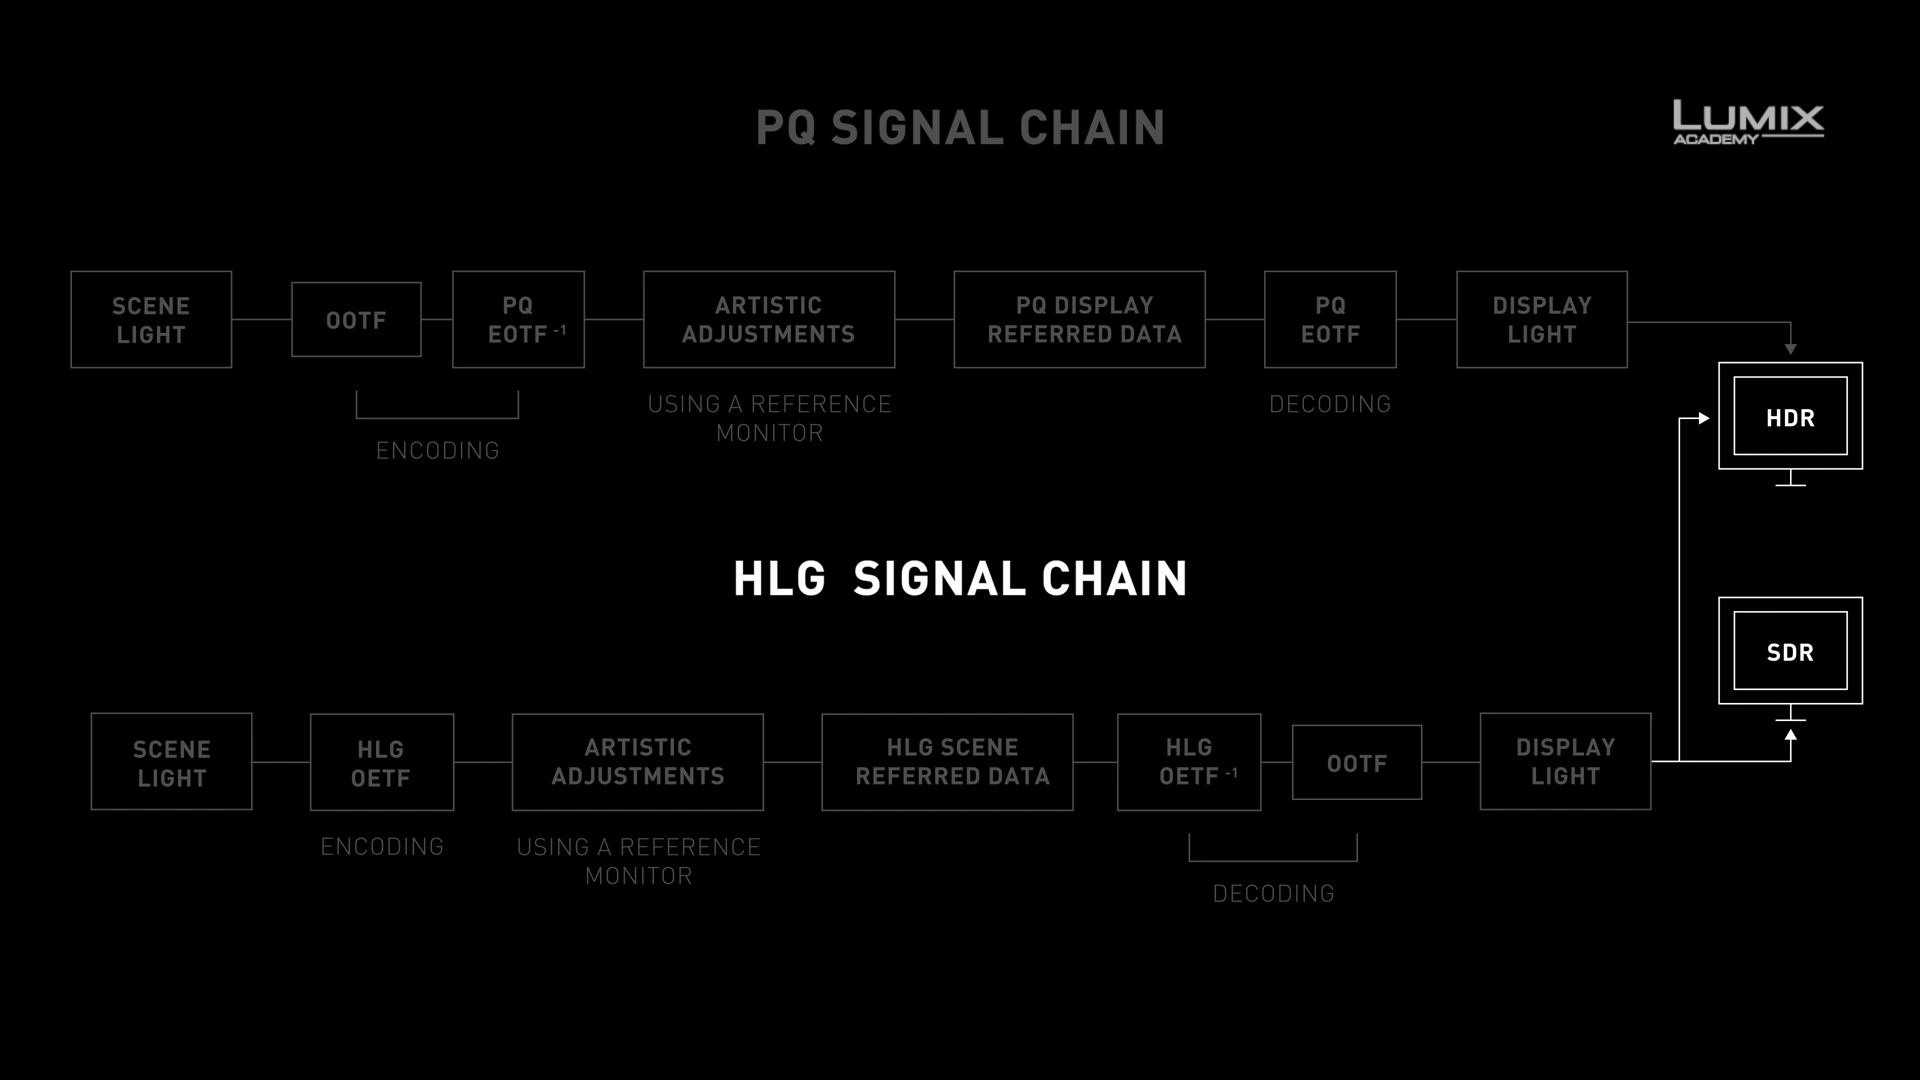 PQ SIGNAL CHAIN
LUMIX
ACADEMY
SCENE
LIGHT
OOTF
PQ
EOTF -1
ARTISTIC
ADJUSTMENTS
PQ DISPLAY
REFERRED DATA
PQ
EOTF
DISPLAY
LIGHT
HDR
ENCODING
USING A REFERENCE
MONITOR
DECODING
HLG SIGNAL CHAIN
SDR
SCENE
LIGHT
HLG
OETF
ARTISTIC
ADJUSTMENTS
HLG SCENE
REFERRED DATA
HLG
OETF -1
OOTF
DISPLAY
LIGHT
ENCODING
USING A REFERENCE
MONITOR
DECODING